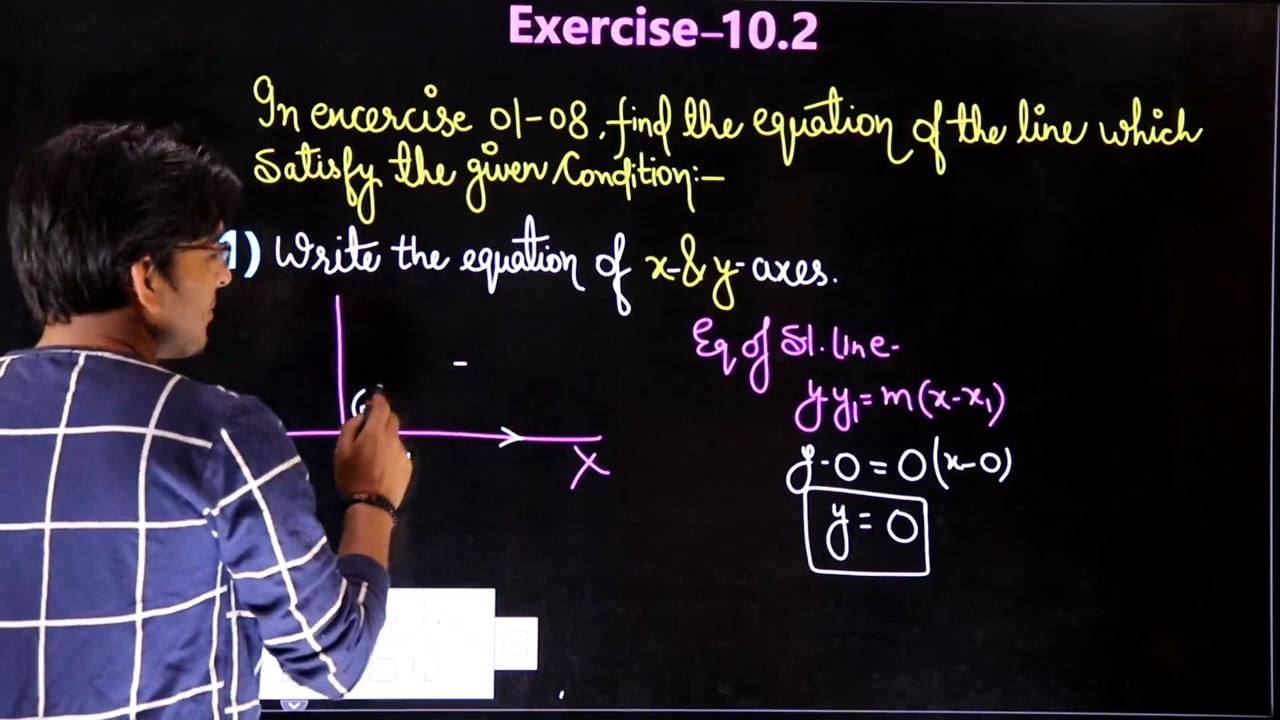 Exercise–10.2
In encercise 01-08, find the equation of the line which
Satisfy the given Condition:–
1) Write the equation of x- & y-axes.
Eq of St. line-
y-y₁=m(x-x₁)
y-0=0(x-0)
y=0
X